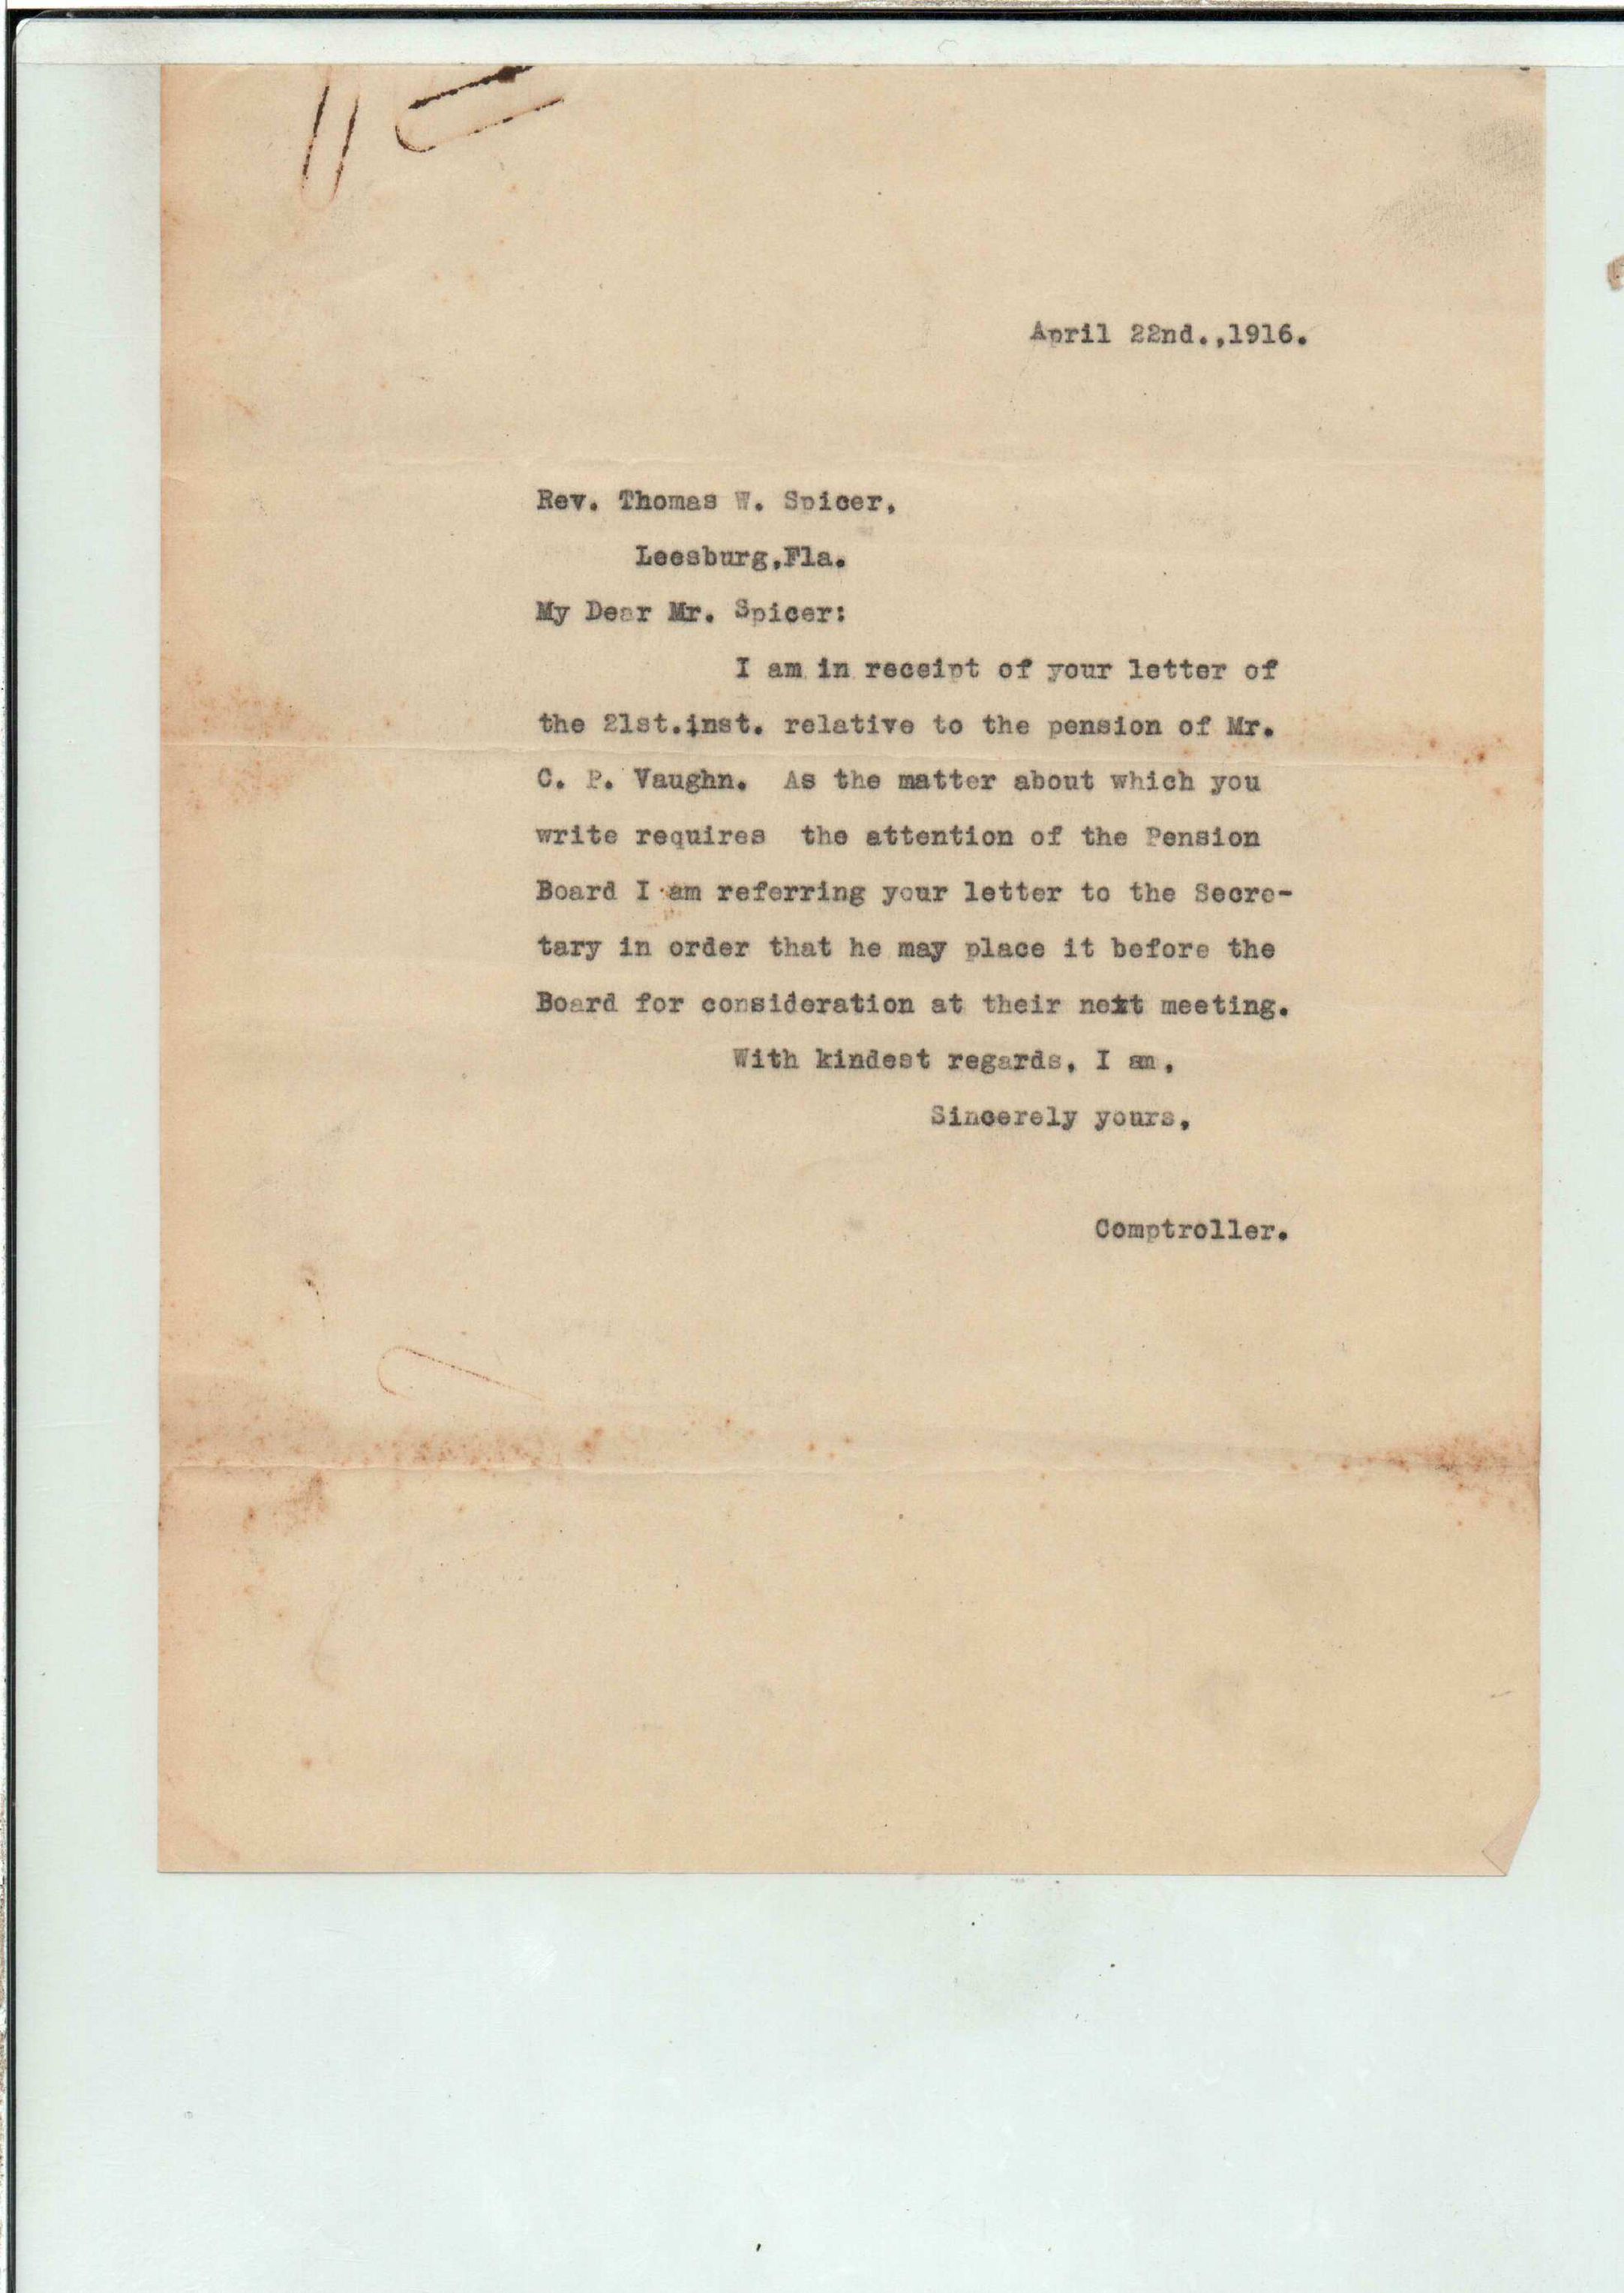 April 22nd.,1916.
Rev. Thomas W. Spicer,
Leesburg,Fla.
My Dear Mr. Spicer:
I am in receipt of your letter of
the 21st.inst. relative to the pension of Mr.
C. P. Vaughn. As the matter about which you
write requires the attention of the Pension
Board I am referring your letter to the Secre-
tary in order that he may place it before the
Board for consideration at their next meeting.
With kindest regards, I am,
Sincerely yours,
Comptroller.